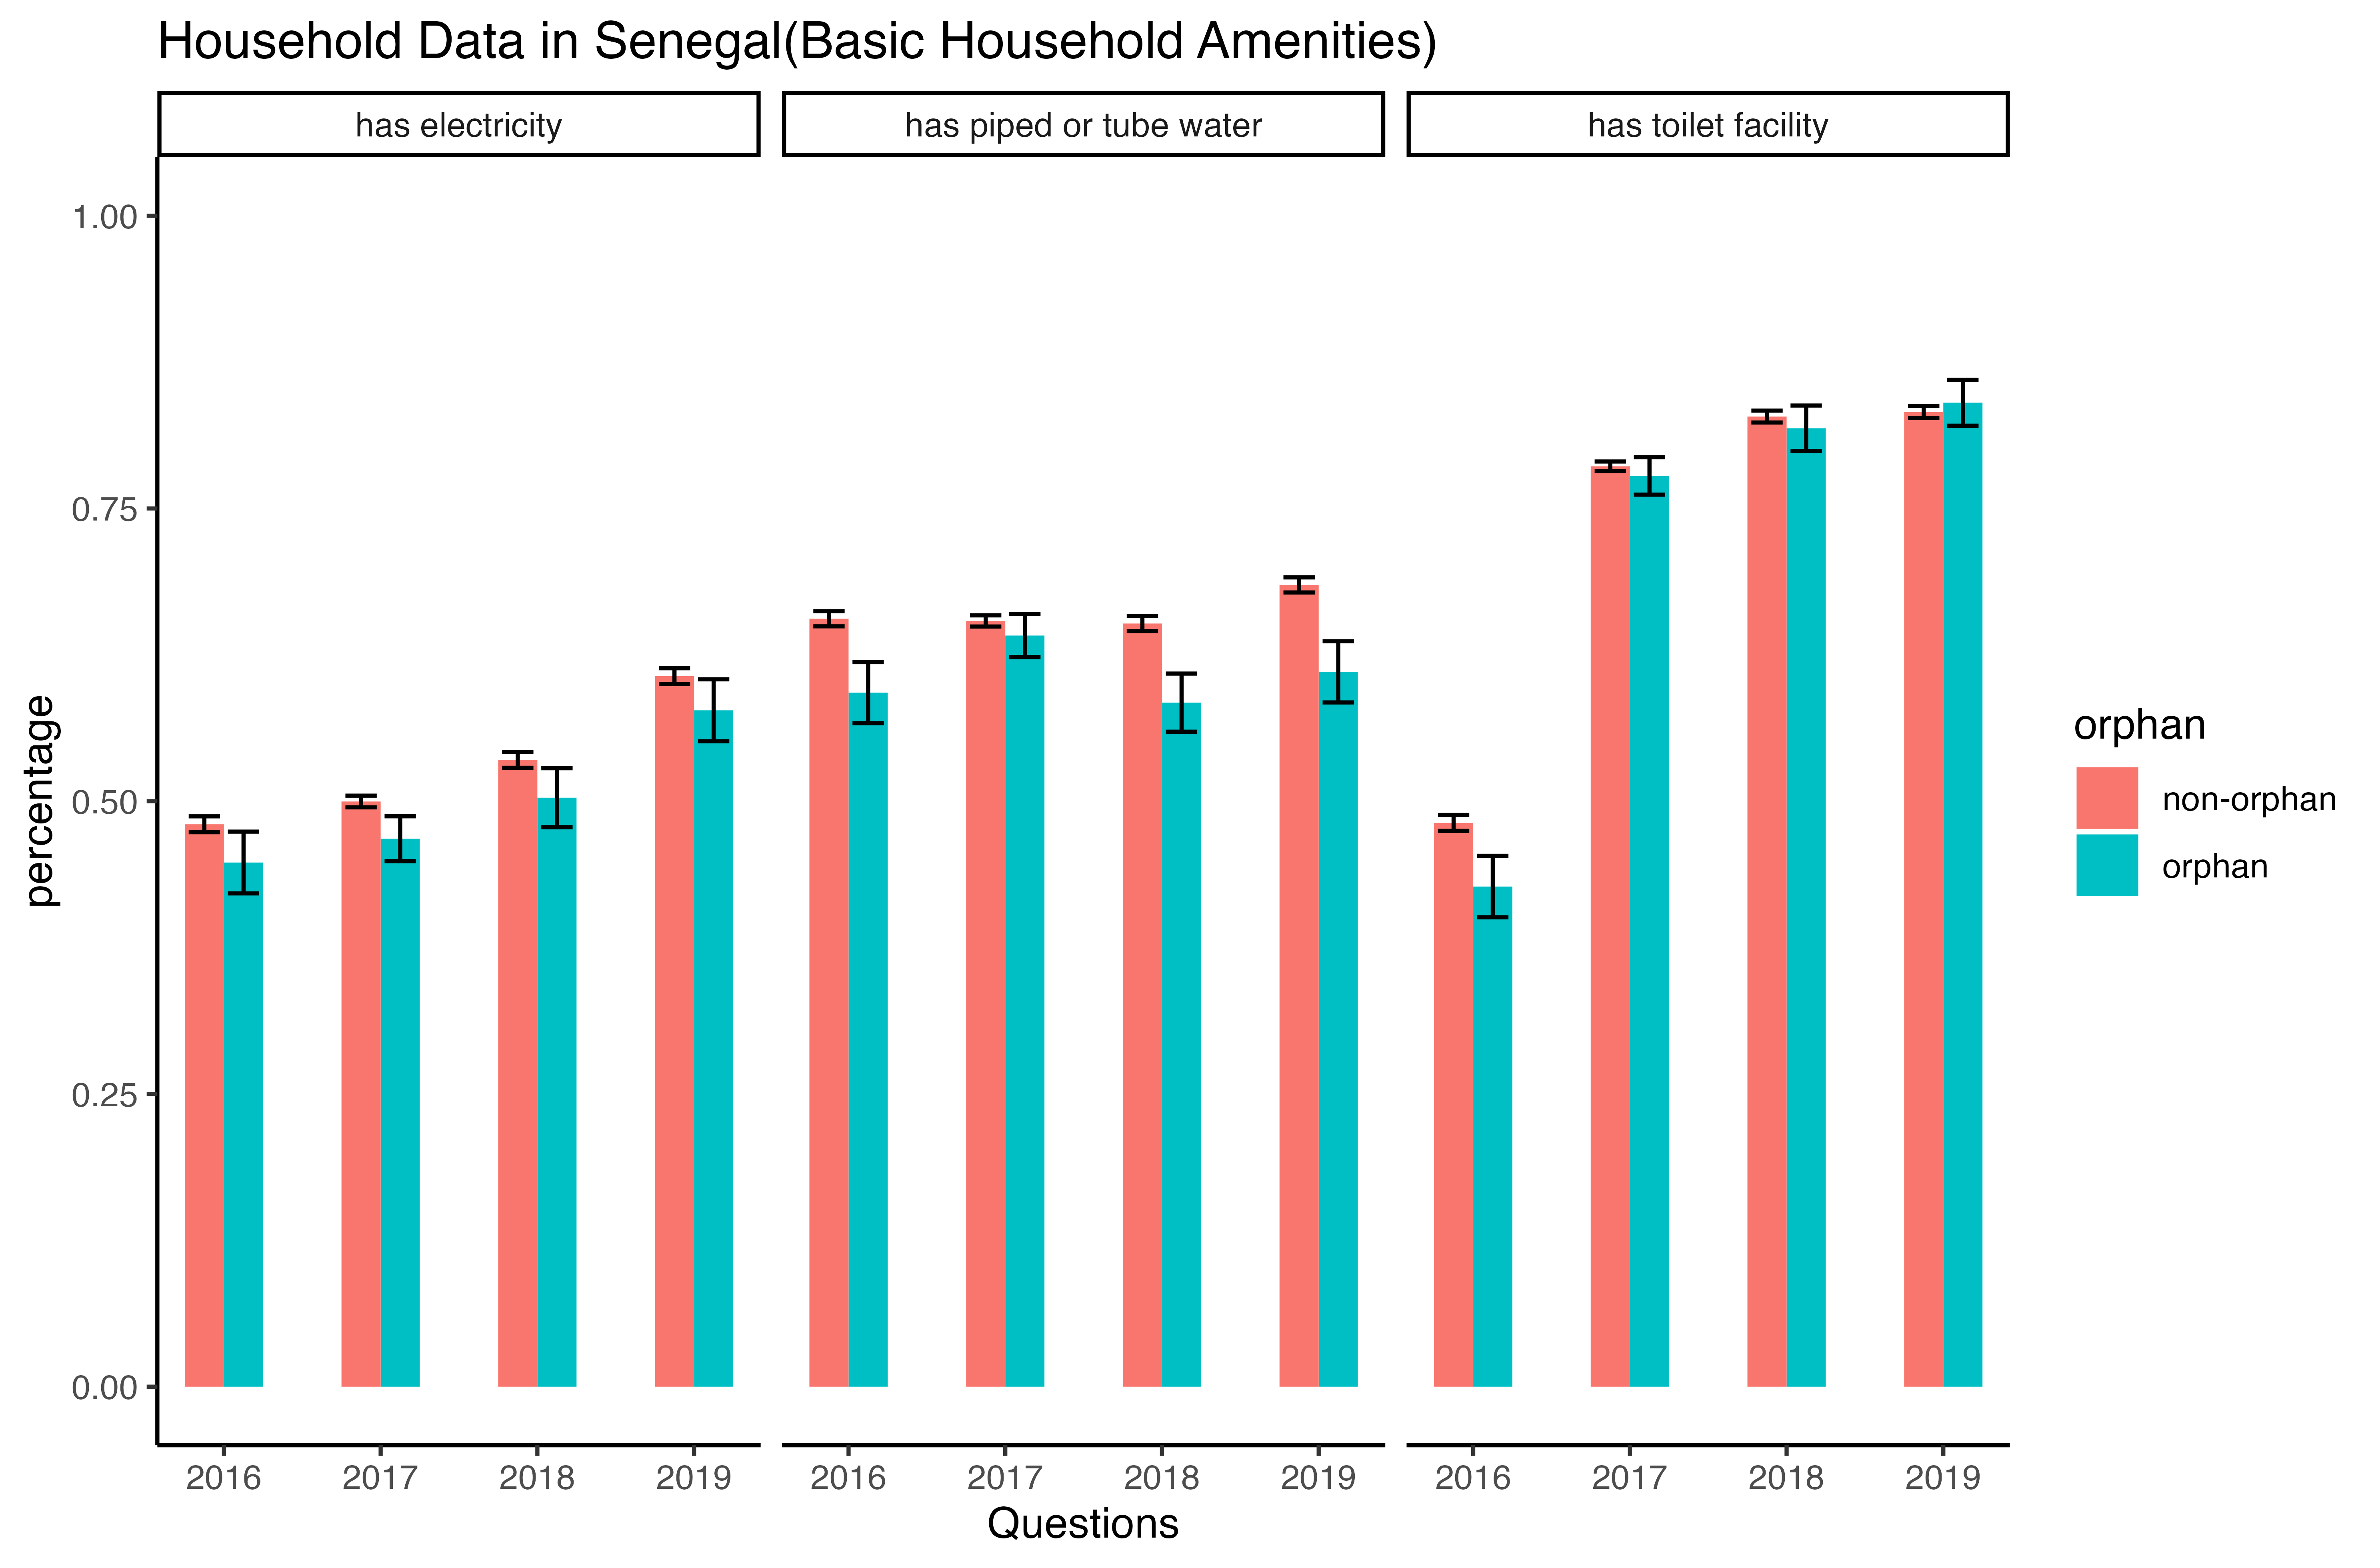 Household Data in Senegal(Basic Household Amenities)
has electricity
has piped or tube water
has toilet facility
percentage
1.00
0.75
0.50
0.25
0.00
2016 2017 2018 2019 2016 2017 2018 2019 2016 2017 2018 2019
Questions
orphan
non-orphan
orphan